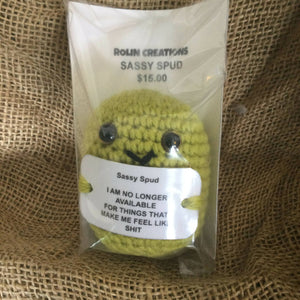 ROLIN CREATIONS
SASSY SPUD
$15.00
Sassy Spud
I AM NO LONGER
AVAILABLE
FOR THINGS THAT
MAKE ME FEEL LIKE
SHIT